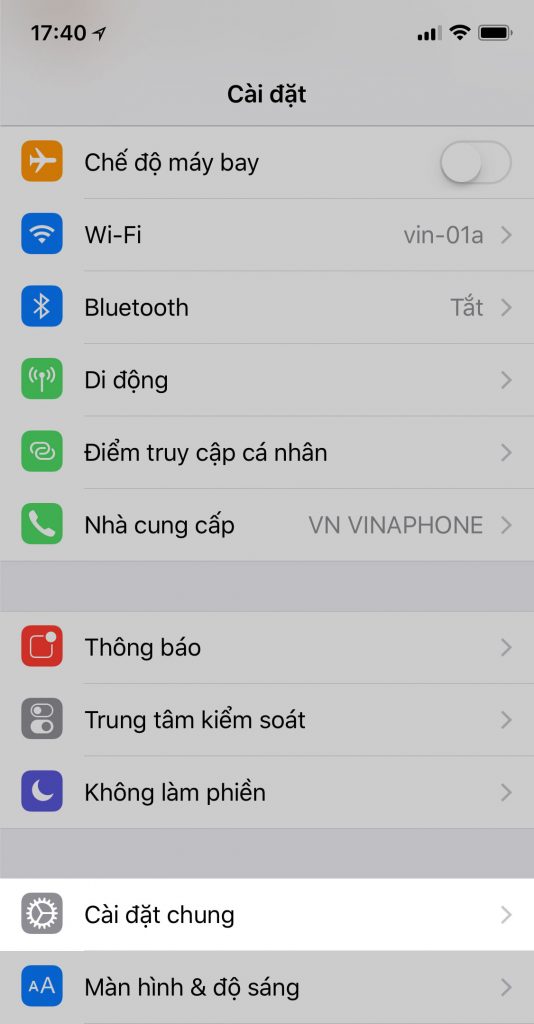 17:40
Cài đặt
Chế độ máy bay
Wi-Fi vin-01a
Bluetooth Tắt
Di động
Điểm truy cập cá nhân
Nhà cung cấp VN VINAPHONE
Thông báo
Trung tâm kiểm soát
Không làm phiền
Cài đặt chung
AA Màn hình & độ sáng